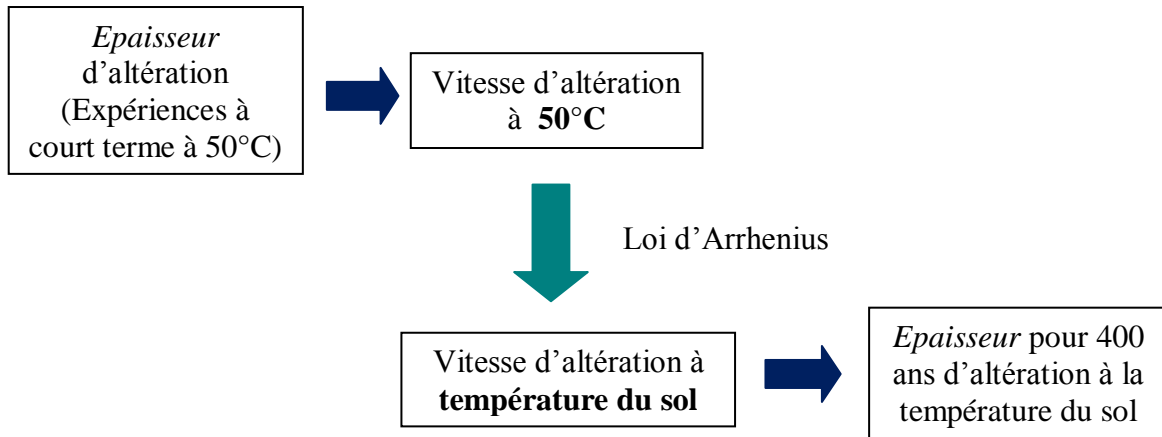 Epaisseur
d’altération
(Expériences à
court terme à 50°C)
Vitesse d’altération
à 50°C
Loi d’Arrhenius
Vitesse d’altération à
température du sol
Epaisseur pour 400
ans d’altération à la
température du sol